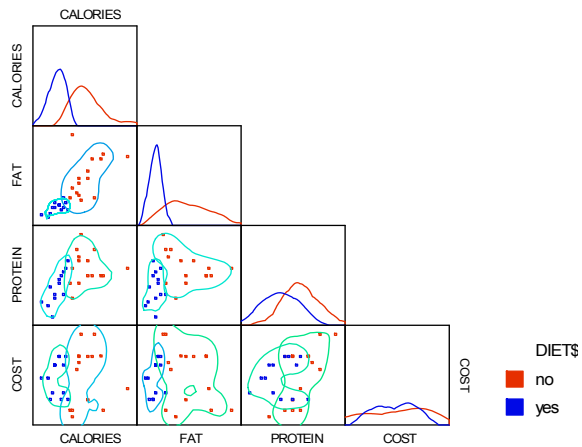 CALORIES
CALORIES
FAT
PROTEIN
COST
COST
DIET$
no
yes
CALORIES
FAT
PROTEIN
COST